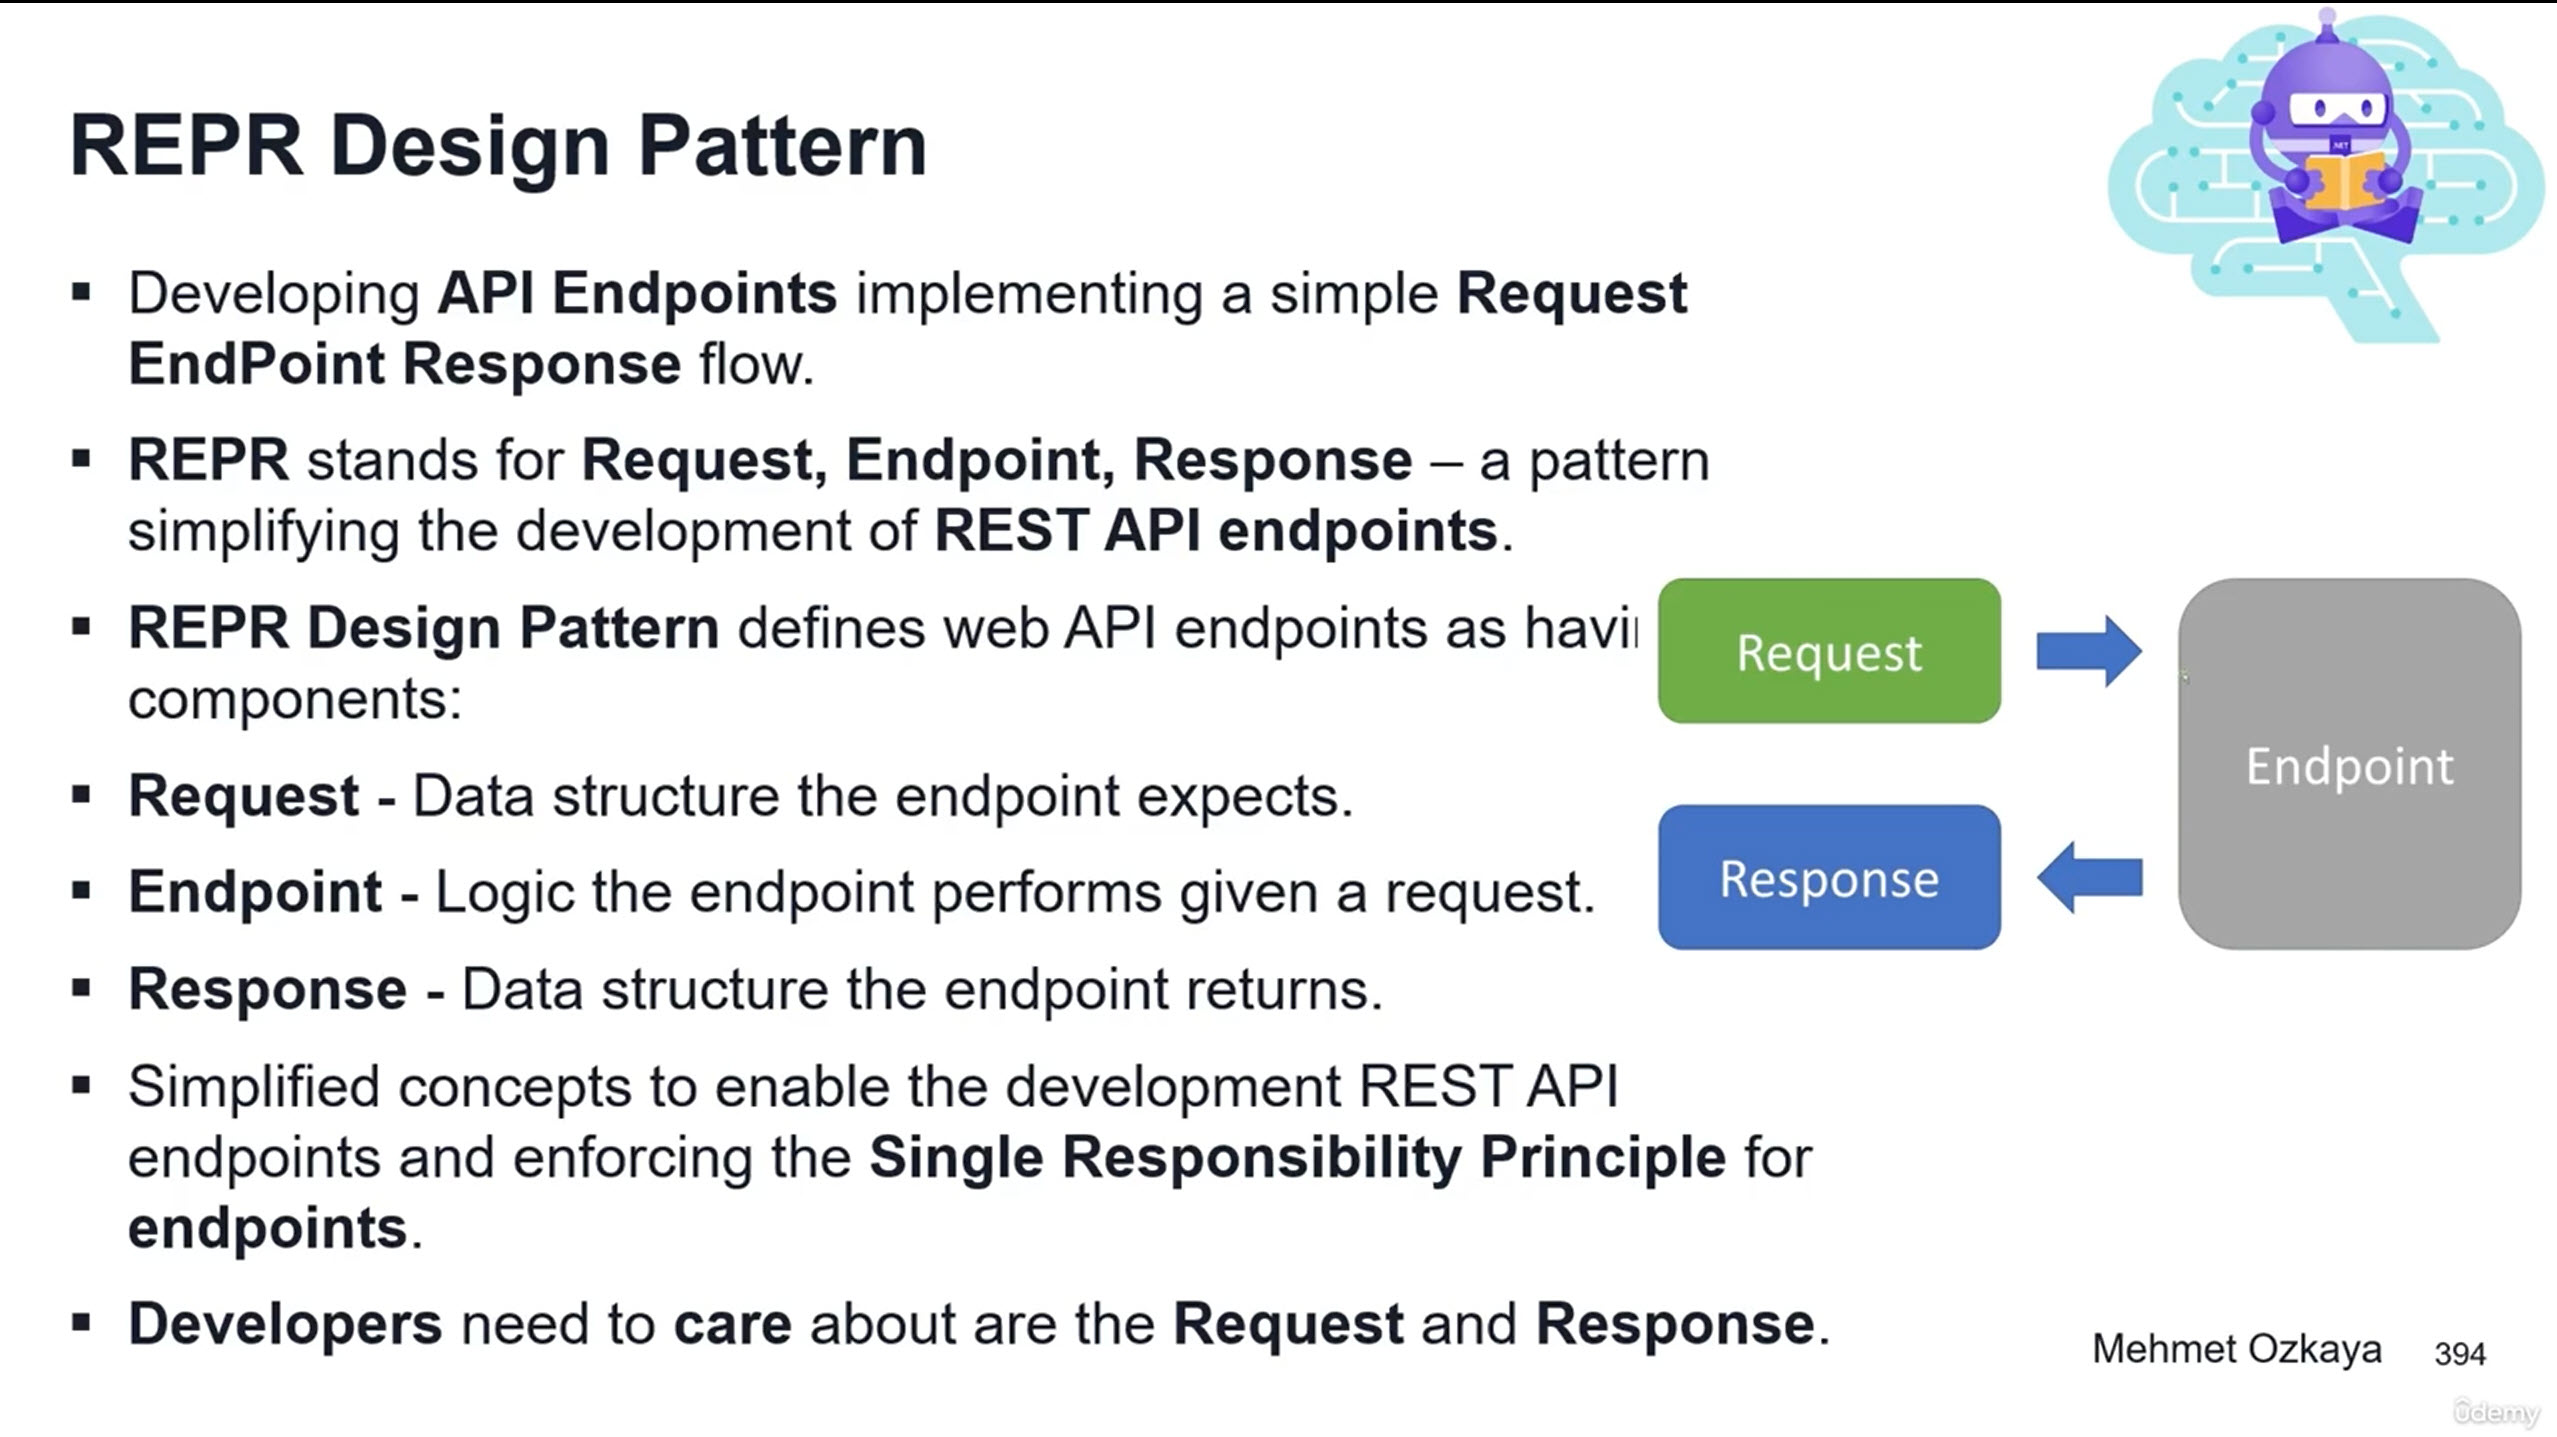 REPR Design Pattern
▪ Developing API Endpoints implementing a simple Request
EndPoint Response flow.
▪ REPR stands for Request, Endpoint, Response – a pattern
simplifying the development of REST API endpoints.
▪ REPR Design Pattern defines web API endpoints as
components:
▪ Request - Data structure the endpoint expects.
▪ Endpoint - Logic the endpoint performs given a request.
▪ Response - Data structure the endpoint returns.
▪ Simplified concepts to enable the development REST API
endpoints and enforcing the Single Responsibility Principle for
endpoints.
▪ Developers need to care about are the Request and Response.
.NET
Request
Endpoint
Response
Mehmet Ozkaya 394
ûdemy